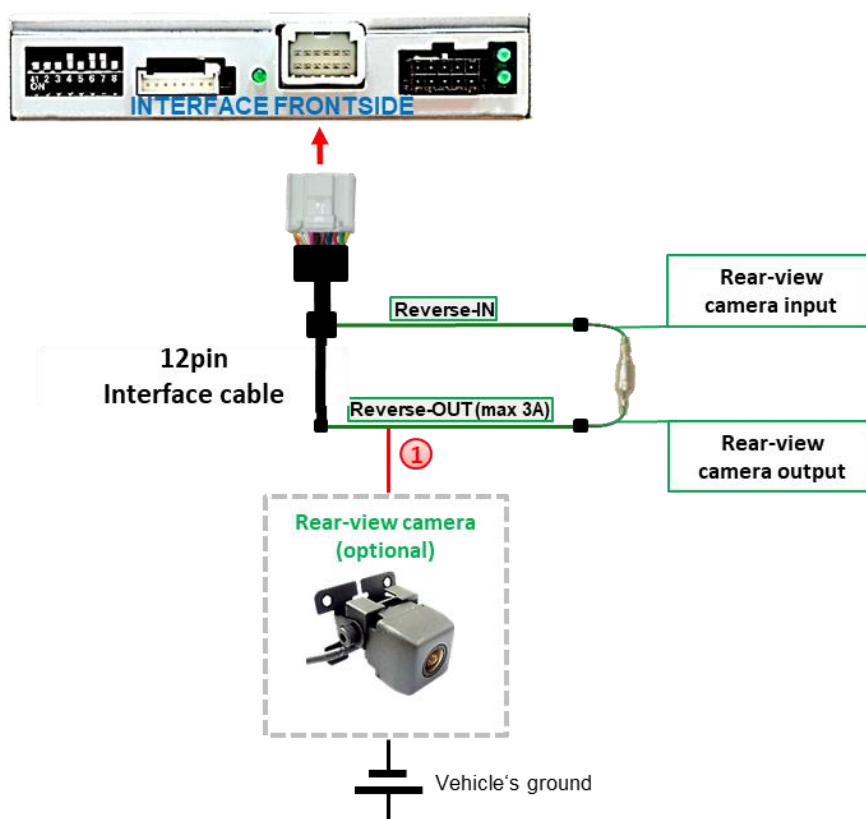 A1 2 3 4 5 6 7 8
ON
INTERFACE FRONTSIDE
Reverse-IN
Rear-view
camera input
12pin
Interface cable
Reverse-OUT(max 3A)
1
Rear-view
camera output
Rear-view camera
(optional)
Vehicle‘s ground